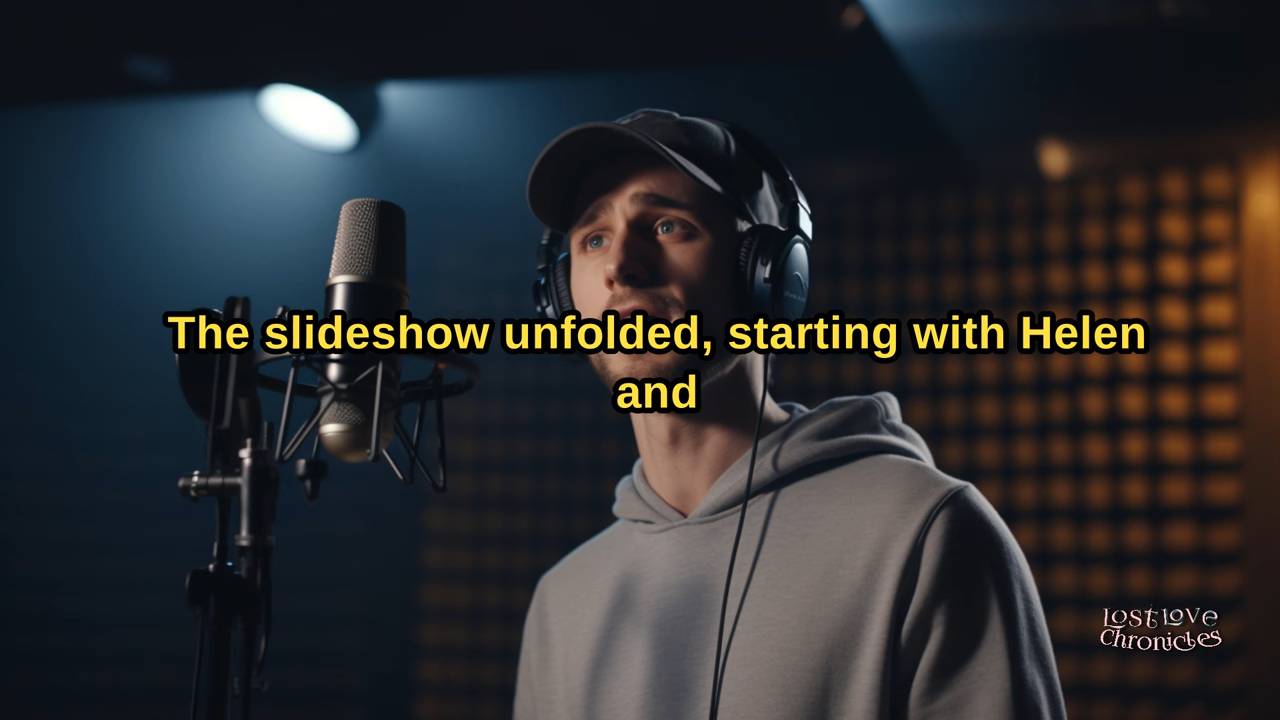 The slideshow unfolded, starting with Helen
and
Lost Love
Chronicles